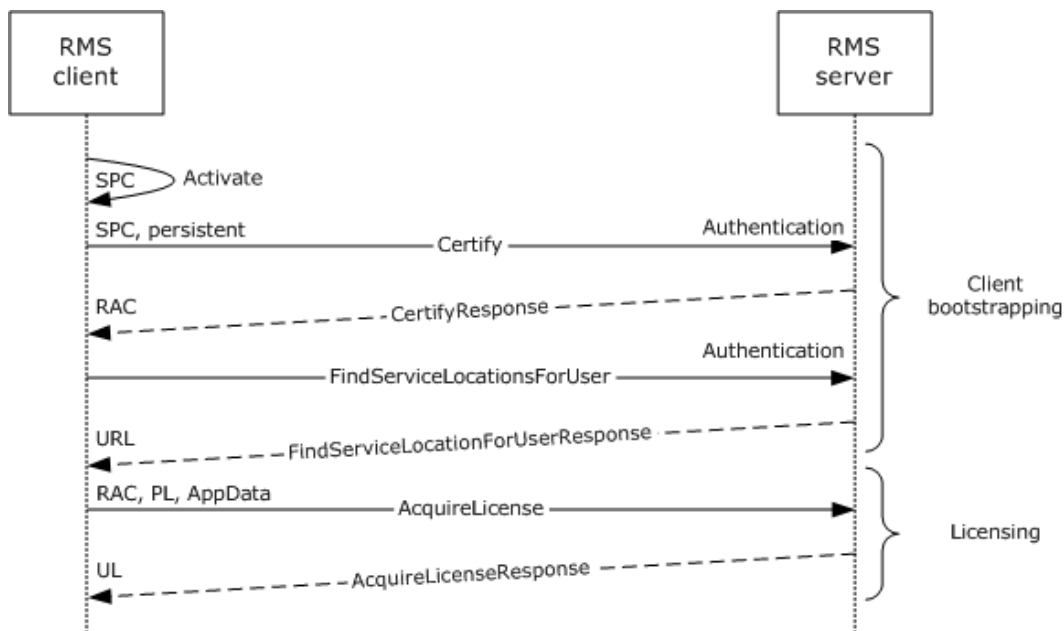 RMS
client
RMS
server
SPC
Activate
SPC, persistent
Authentication
Certify
RAC
CertifyResponse
Client
bootstrapping
Authentication
FindServiceLocationsForUser
URL
FindServiceLocationForUserResponse
RAC, PL, AppData
AcquireLicense
Licensing
UL
AcquireLicenseResponse